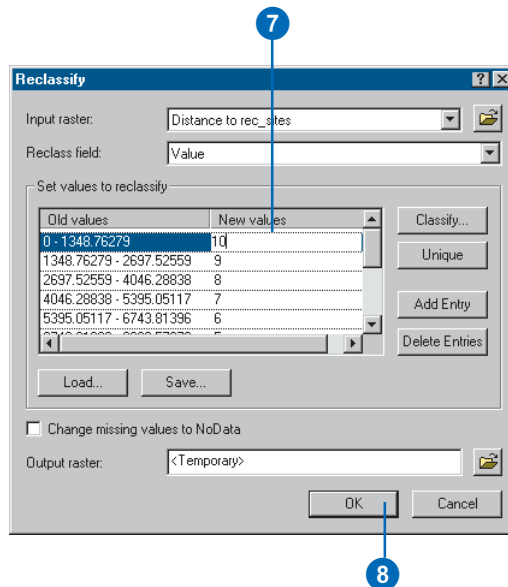 7
Reclassify
Input raster: Distance to rec_sites
Reclass field: Value
Set values to reclassify
Old values New values
0 - 1348.76279 10
1348.76279 - 2697.52559 9
2697.52559 - 4046.28838 8
4046.28838 - 5395.05117 7
5395.05117 - 6743.81396 6
Classify...
Unique
Add Entry
Delete Entries
Load... Save...
Change missing values to NoData
Output raster: <Temporary>
OK Cancel
8